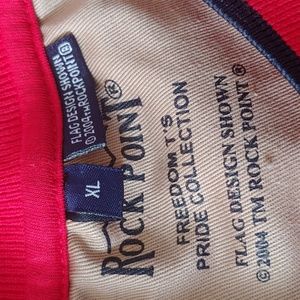 FLAG DESIGN SHOWN
©2004 TM ROCKPOINT®
XL
ROCK POINT®
FREEDOM T'S
PRIDE COLLECTION
FLAG DESIGN SHOWN
©2004 TM ROCK POINT®